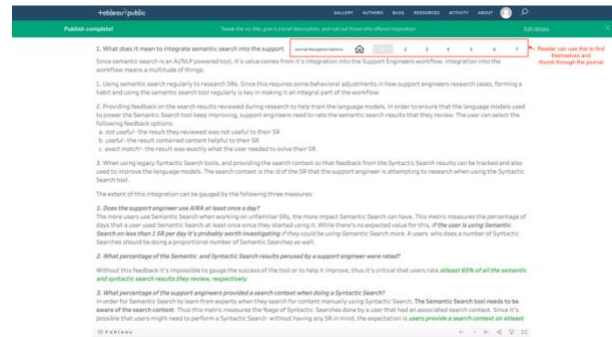 +ableau+public
GALLERY AUTHORS BLOG RESOURCES ACTIVITY ABOUT
Publish complete! Tweak the viz title, give it a brief description, and call out those who offered inspiration. Edit details
1. What does it mean to integrate semantic search into the support
Journal Navigation Options 2 3 4 5 6 7
Reader can use this to find
themselves and
thumb through the journal
Since semantic search is an AI/NLP powered tool, it's value comes from it's integration into the Support Engineers workflow. Integration into the
workflow means a multitude of things:
1. Using semantic search regularly to research SRs. Since this requires some behavioral adjustments in how support engineers research cases, forming a
habit and using the semantic search tool regularly is key in making it an integral part of the workflow.
2. Providing feedback on the search results reviewed during research to help train the language models. In order to ensure that the language models used
to power the Semantic Tool keep improving, support engineers need to rate the semantic search results that they review. The user can select the
following feedback options:
a. not useful - the result they reviewed was not useful to their SR
b. useful - the result contained content helpful to their SR
c. exact match! - the result was exactly what the user needed to solve their SR.
3. When using legacy Syntactic Search tools, and providing the search context so that feedback from the Syntactic Search results can be tracked and also
used to improve the language models. The search context is the id of the SR that the support engineer is attempting to research when using the Syntactic
Search tool.
The extent of this integration can be gauged by the following three measures:
1. Does the support engineer use AIRA at least once a day?
The more users use Semantic Search when working on unfamiliar SRs, the more impact Semantic Search can have. This metric measures the percentage of
days that a user used Semantic Search at least once since they started using it. While there's no expected value for this, if the user is using Semantic
Search on less than 1 SR per day it's probably worth investigating if they could be using Semantic Search more. A users who does a number of Syntactic
Searches should be doing a proportional number of Semantic Searches as well.
2. What percentage of the Semantic and Syntactic Search results perused by a support engineer were rated?
Without this feedback it's impossible to gauge the success of the tool or to help it improve, thus it's critical that users rate atleast 65% of all the semantic
and syntactic search results they review, respectively.
3. What percentage of the support engineers provided a search context when doing a Syntactic Search?
In order for Semantic Search to learn from experts when they search for content manually using Syntactic Search, The Semantic Search tool needs to be
aware of the search context. Thus this metric measures the %age of Syntactic Searches done by a user that had an associated search context. Since it's
possible that users might need to perform a Syntactic Search without having any SR in mind, the expectation is users provide a search context on atleast
+ a b l e a u